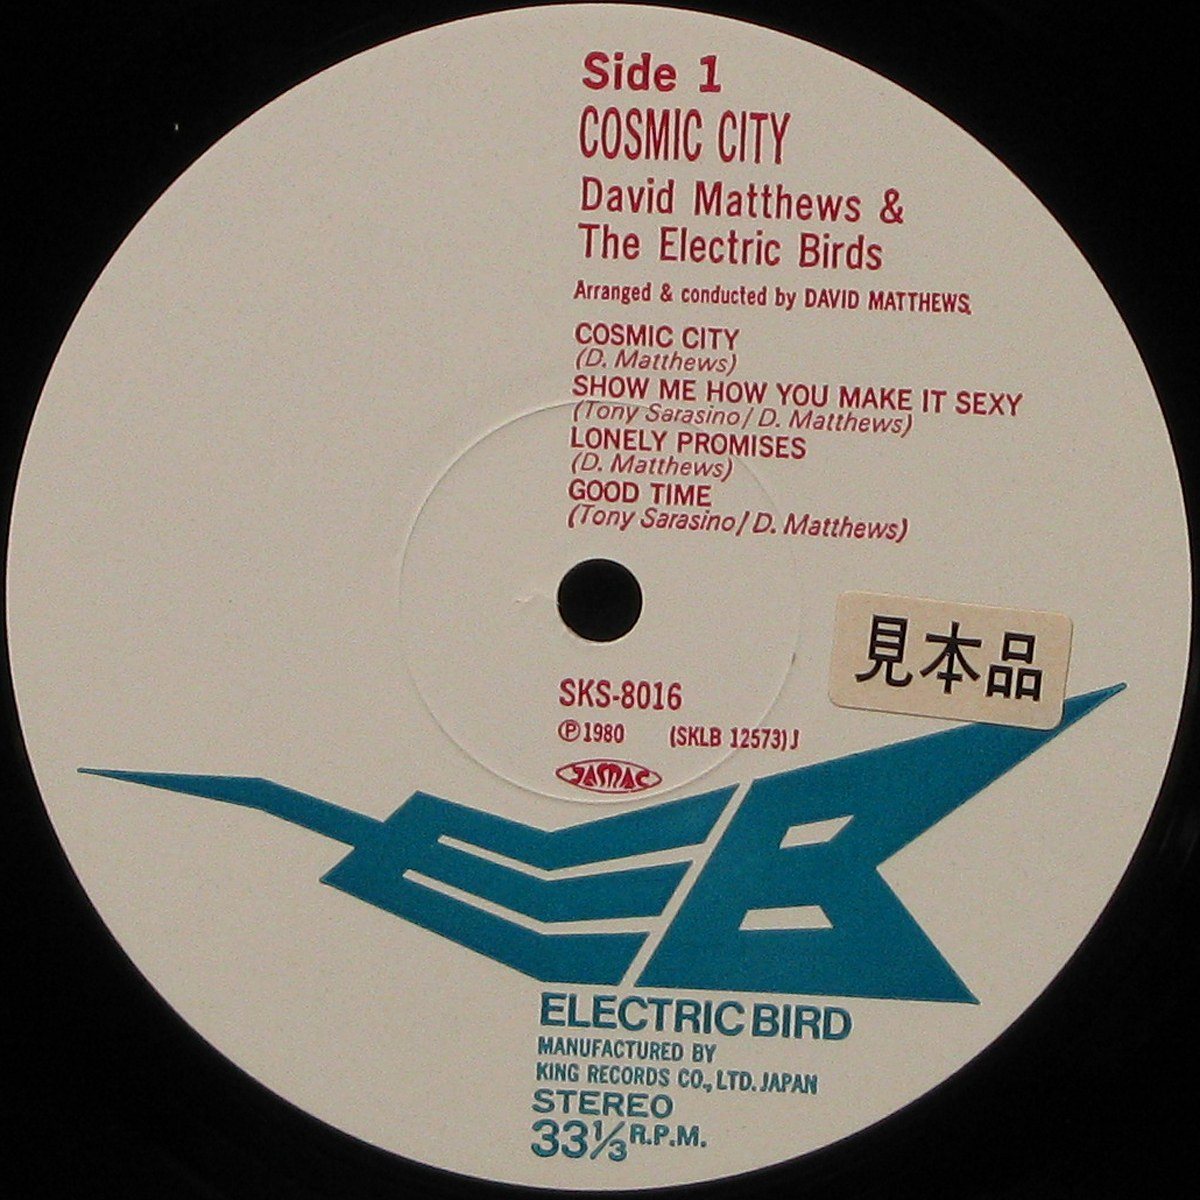 Side 1
COSMIC CITY
David Matthews &
The Electric Birds
Arranged & conducted by DAVID MATTHEWS.
COSMIC CITY
(D. Matthews)
SHOW ME HOW YOU MAKE IT SEXY
(Tony Sarasino/D. Matthews)
LONELY PROMISES
(D. Matthews)
GOOD TIME
(Tony Sarasino/D. Matthews)
見本品
SKS-8016
℗1980 (SKLB 12573)J
JASRAC
EB
ELECTRIC BIRD
MANUFACTURED BY
KING RECORDS CO., LTD. JAPAN
STEREO
33⅓ R.P.M.